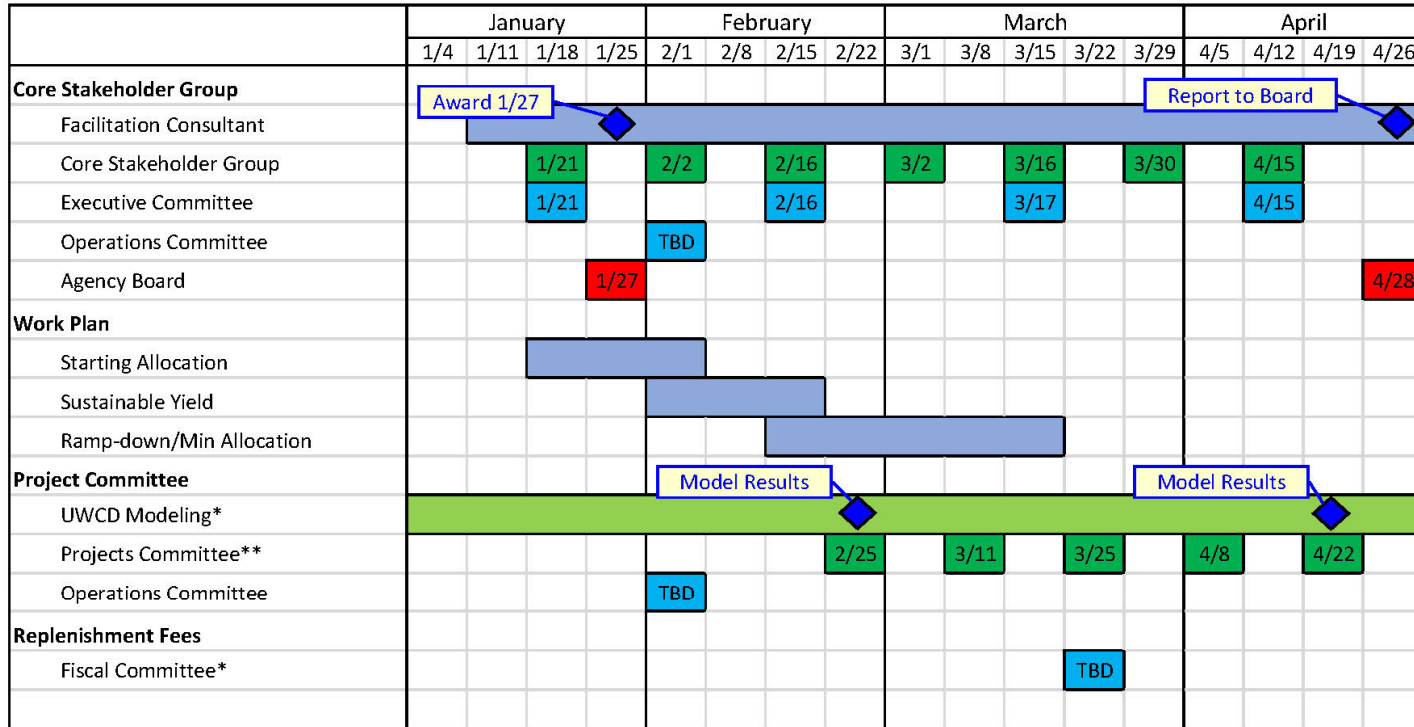 January February March April
1/4 1/11 1/18 1/25 2/1 2/8 2/15 2/22 3/1 3/8 3/15 3/22 3/29 4/5 4/12 4/19 4/26
Core Stakeholder Group
Award 1/27 Report to Board
Facilitation Consultant
Core Stakeholder Group 1/21 2/2 2/16 3/2 3/16 3/30 4/15
Executive Committee 1/21 2/16 3/17 4/15
Operations Committee TBD
Agency Board 1/27 4/28
Work Plan
Starting Allocation
Sustainable Yield
Ramp-down/Min Allocation
Project Committee
Model Results Model Results
UWCD Modeling*
Projects Committee** 2/25 3/11 3/25 4/8 4/22
Operations Committee TBD
Replenishment Fees
Fiscal Committee* TBD